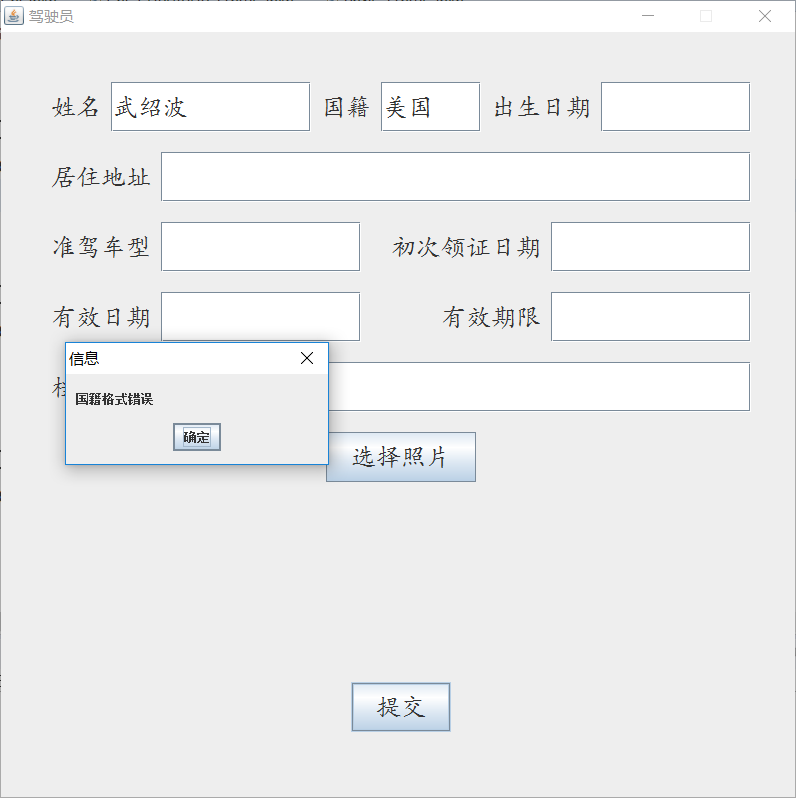 驾驶员
姓名 武绍波 国籍 美国 出生日期
居住地址
准驾车型 初次领证日期
有效日期 有效期限
信息
国籍格式错误
确定
选择照片
提交